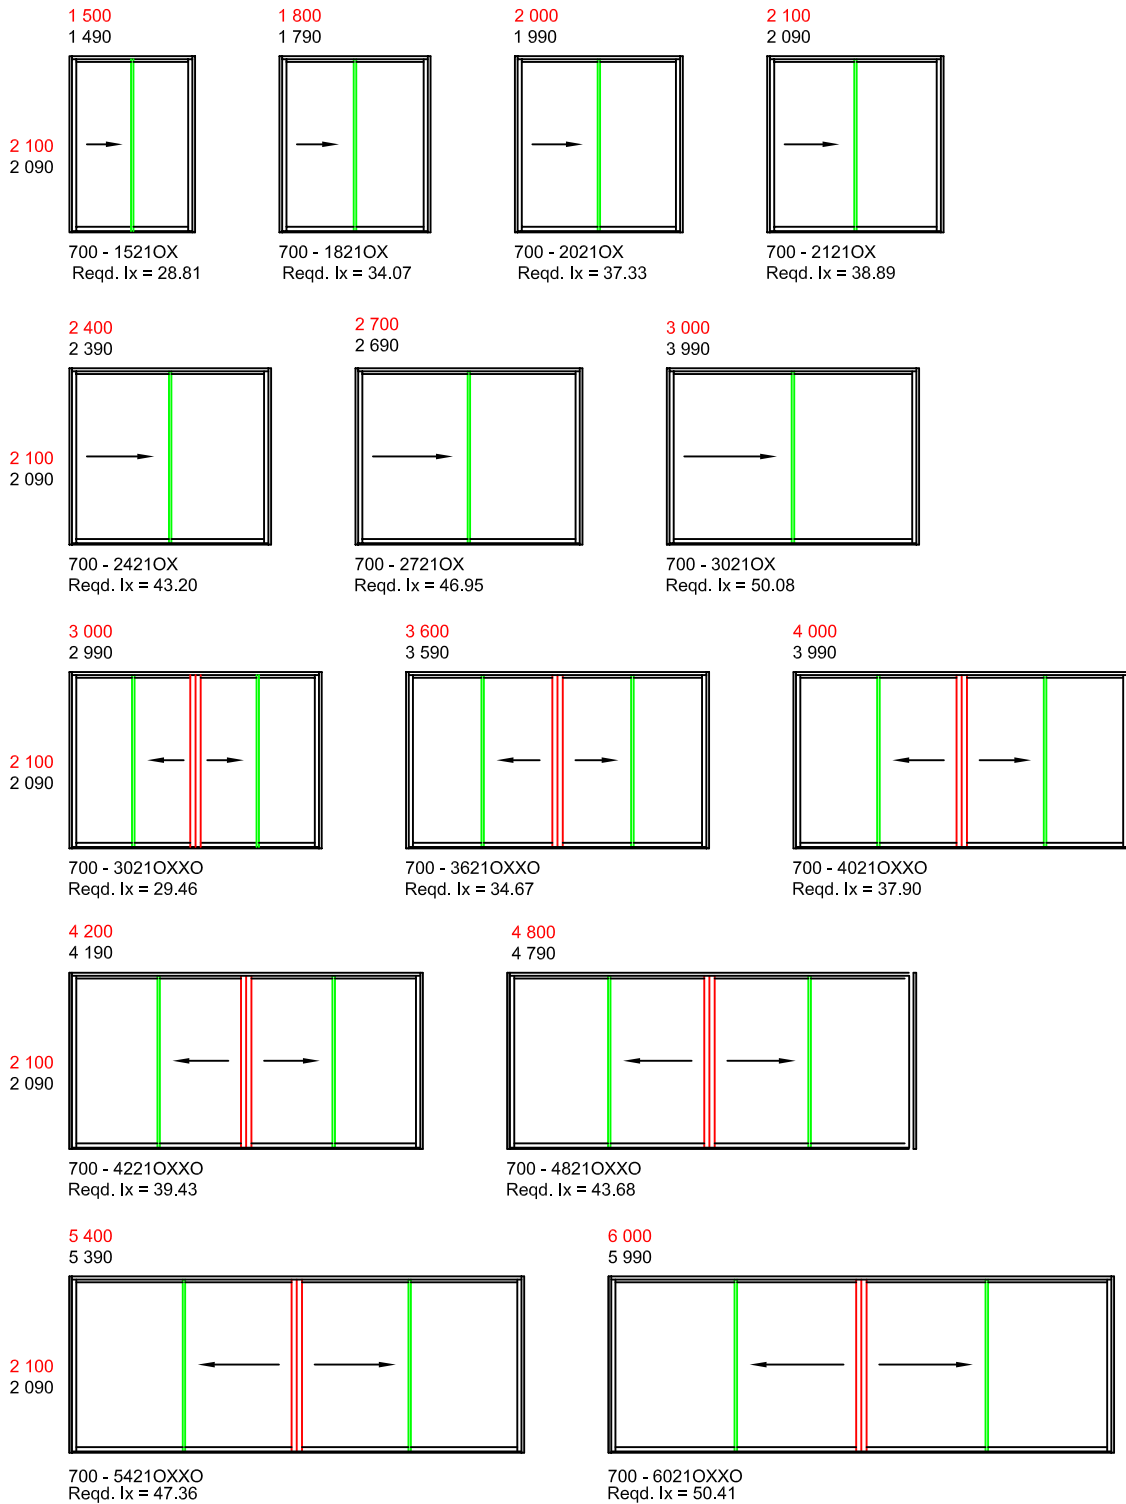 1 500
1 490
1 800
1 790
2 000
1 990
2 100
2 090
2 100
2 090
700 - 1521OX
Reqd. Ix = 28.81
700 - 1821OX
Reqd. Ix = 34.07
700 - 2021OX
Reqd. Ix = 37.33
700 - 2121OX
Reqd. Ix = 38.89
2 400
2 390
2 700
2 690
3 000
3 990
2 100
2 090
700 - 2421OX
Reqd. Ix = 43.20
700 - 2721OX
Reqd. Ix = 46.95
700 - 3021OX
Reqd. Ix = 50.08
3 000
2 990
3 600
3 590
4 000
3 990
2 100
2 090
700 - 3021OXXO
Reqd. Ix = 29.46
700 - 3621OXXO
Reqd. Ix = 34.67
700 - 4021OXXO
Reqd. Ix = 37.90
4 200
4 190
4 800
4 790
2 100
2 090
700 - 4221OXXO
Reqd. Ix = 39.43
700 - 4821OXXO
Reqd. Ix = 43.68
5 400
5 390
6 000
5 990
2 100
2 090
700 - 5421OXXO
Reqd. Ix = 47.36
700 - 6021OXXO
Reqd. Ix = 50.41